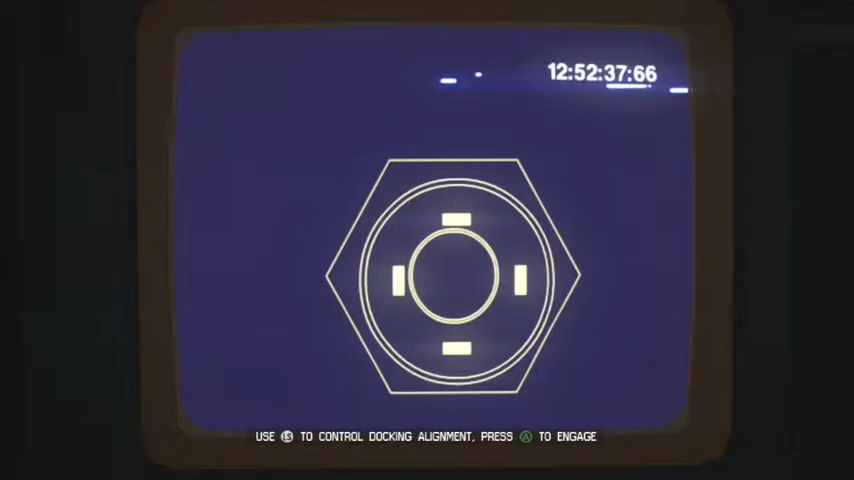 12:52:37:66
USE LS TO CONTROL DOCKING ALIGNMENT, PRESS A TO ENGAGE